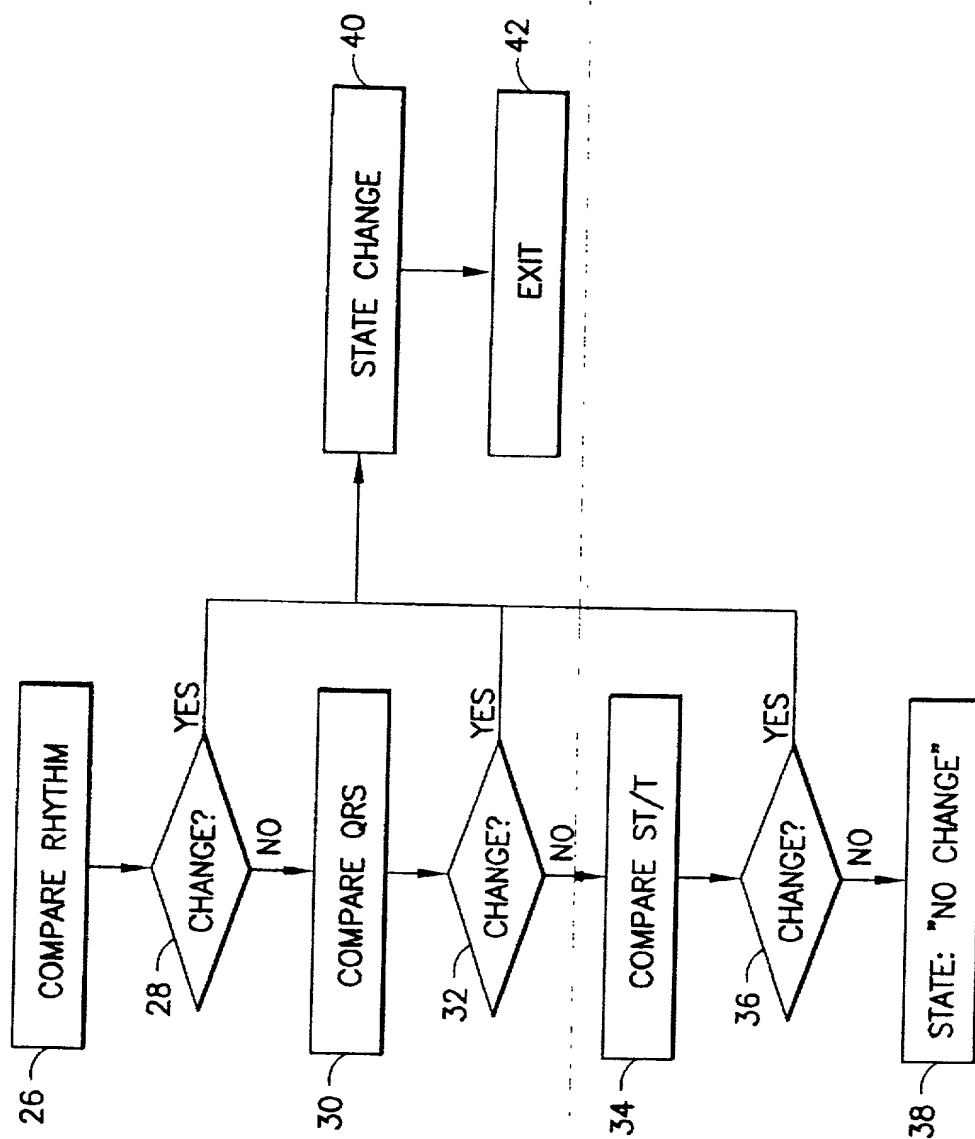 26
COMPARE RHYTHM
28
CHANGE?
YES
NO
30
COMPARE QRS
32
CHANGE?
YES
NO
34
COMPARE ST/T
36
CHANGE?
YES
NO
38
STATE: "NO CHANGE"
STATE CHANGE
40
EXIT
42